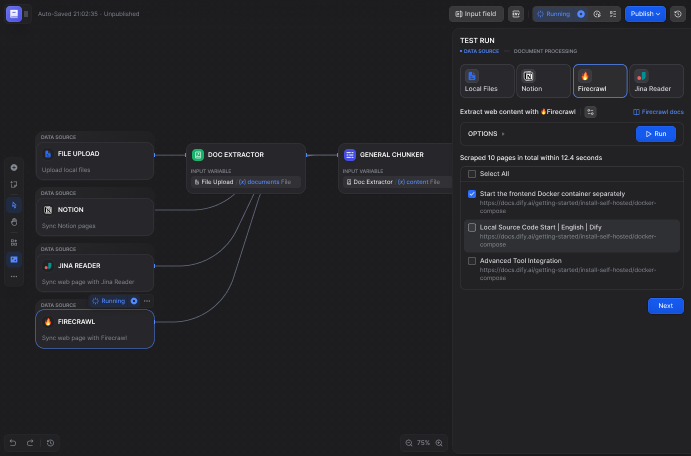 Auto-Saved 21:02:35 · Unpublished
Input field
Running
Publish
TEST RUN
DATA SOURCE
DOCUMENT PROCESSING
Local Files
Notion
Firecrawl
Jina Reader
Extract web content with 🔥Firecrawl
Firecrawl docs
OPTIONS
Run
Scraped 10 pages in total within 12.4 seconds
Select All
Start the frontend Docker container separately
https://docs.dify.ai/getting-started/install-self-hosted/docker-
compose
Local Source Code Start | English | Dify
https://docs.dify.ai/getting-started/install-self-hosted/docker-
compose
Advanced Tool Integration
https://docs.dify.ai/getting-started/install-self-hosted/docker-
compose
Next
DATA SOURCE
FILE UPLOAD
Upload local files
DATA SOURCE
NOTION
Sync Notion pages
DATA SOURCE
JINA READER
Sync web page with Jina Reader
Running
DATA SOURCE
FIRECRAWL
Sync web page with Firecrawl
DOC EXTRACTOR
INPUT VARIABLE
File Upload {x} documents File
GENERAL CHUNKER
INPUT VARIABLE
Doc Extractor {x} content File
75%